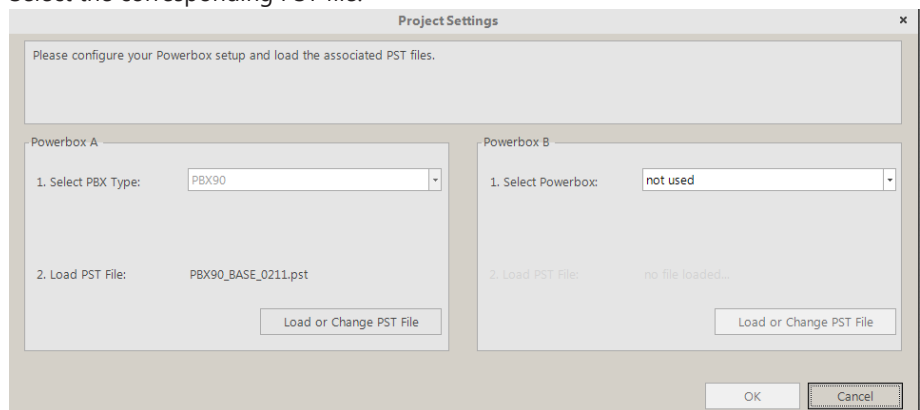 Select the corresponding PST file.
Project Settings
×
Please configure your Powerbox setup and load the associated PST files.
Powerbox A
1. Select PBX Type:
PBX90
2. Load PST File:
PBX90_BASE_0211.pst
Load or Change PST File
Powerbox B
1. Select Powerbox:
not used
2. Load PST File:
no file loaded...
Load or Change PST File
OK
Cancel